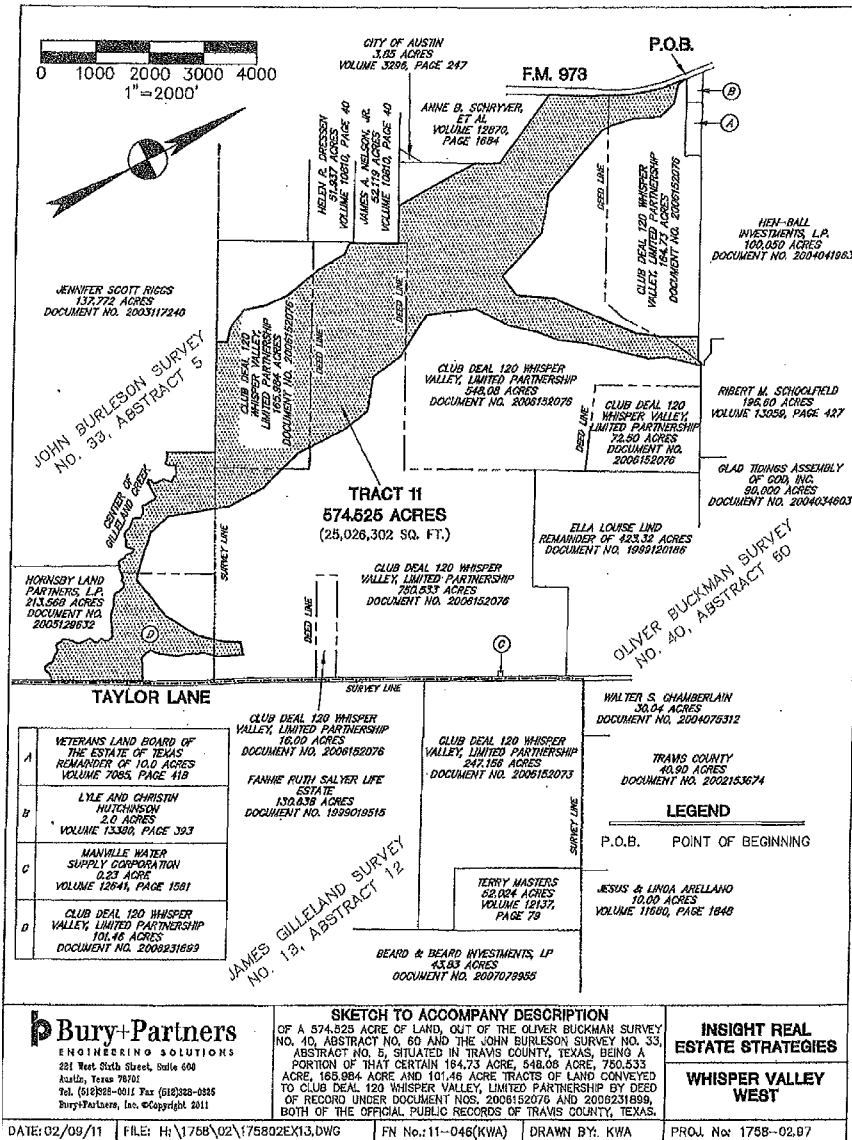 0 1000 2000 3000 4000
1"=2000'
CITY OF AUSTIN
3.65 ACRES
VOLUME 3296, PAGE 247
P.O.B.
F.M. 973
B
A
ANNE B. SCHRYVER,
ET AL
VOLUME 12870,
PAGE 1684
HELEN R. DRESSEN
51.937 ACRES
VOLUME 10810, PAGE 40
JAMES A. NELSON, JR.
52.119 ACRES
VOLUME 10810, PAGE 40
DEED LINE
CLUB DEAL 120 WHISPER
VALLEY, LIMITED PARTNERSHIP
164.73 ACRES
DOCUMENT NO. 2006152076
HEN-BALL
INVESTMENTS, L.P.
100.050 ACRES
DOCUMENT NO. 2004041963
JENNIFER SCOTT RIGGS
137.772 ACRES
DOCUMENT NO. 2003117240
JOHN BURLESON SURVEY
NO. 33, ABSTRACT 5
CLUB DEAL 120
WHISPER VALLEY,
LIMITED PARTNERSHIP
165.984 ACRES
DOCUMENT NO. 2006152076
DEED LINE
DEED LINE
CLUB DEAL 120 WHISPER
VALLEY, LIMITED PARTNERSHIP
548.08 ACRES
DOCUMENT NO. 2006152076
DEED LINE
CLUB DEAL 120
WHISPER VALLEY,
LIMITED PARTNERSHIP
72.50 ACRES
DOCUMENT NO.
2006152076
RIBERT M. SCHOOLFIELD
196.60 ACRES
VOLUME 13059, PAGE 427
GLAD TIDINGS ASSEMBLY
OF GOD, INC.
90.000 ACRES
DOCUMENT NO. 2004034603
CENTER OF
GILLELAND CREEK
SURVEY LINE
TRACT 11
574.525 ACRES
(25,026,302 SQ. FT.)
ELLA LOUISE LIND
REMAINDER OF 423.32 ACRES
DOCUMENT NO. 1999120186
OLIVER BUCKMAN SURVEY
NO. 40, ABSTRACT 60
HORNSBY LAND
PARTNERS, L.P.
213.568 ACRES
DOCUMENT NO.
2005129632
CLUB DEAL 120 WHISPER
VALLEY, LIMITED PARTNERSHIP
750.533 ACRES
DOCUMENT NO. 2006152076
DEED LINE
D
C
TAYLOR LANE
SURVEY LINE
CLUB DEAL 120 WHISPER
VALLEY, LIMITED PARTNERSHIP
16.00 ACRES
DOCUMENT NO. 2006152076
FANNIE RUTH SALYER LIFE
ESTATE
130.838 ACRES
DOCUMENT NO. 1999019515
CLUB DEAL 120 WHISPER
VALLEY, LIMITED PARTNERSHIP
247.156 ACRES
DOCUMENT NO. 2006152073
SURVEY LINE
WALTER S. CHAMBERLAIN
30.04 ACRES
DOCUMENT NO. 2004075312
TRAVIS COUNTY
40.90 ACRES
DOCUMENT NO. 2002153674
LEGEND
P.O.B. POINT OF BEGINNING
A VETERANS LAND BOARD OF
THE ESTATE OF TEXAS
REMAINDER OF 10.0 ACRES
VOLUME 7085, PAGE 418
B LYLE AND CHRISTIN
HUTCHINSON
2.0 ACRES
VOLUME 13380, PAGE 393
C MANVILLE WATER
SUPPLY CORPORATION
0.23 ACRE
VOLUME 12641, PAGE 1581
D CLUB DEAL 120 WHISPER
VALLEY, LIMITED PARTNERSHIP
101.46 ACRES
DOCUMENT NO. 2006231899
JAMES GILLELAND SURVEY
NO. 13, ABSTRACT 12
TERRY MASTERS
52.024 ACRES
VOLUME 12137,
PAGE 79
JESUS & LINDA ARELLANO
10.00 ACRES
VOLUME 11680, PAGE 1648
BEARD & BEARD INVESTMENTS, LP
43.83 ACRES
DOCUMENT NO. 2007079955
Bury+Partners
ENGINEERING SOLUTIONS
221 West Sixth Street, Suite 600
Austin, Texas 78701
Tel. (512)328-0011 Fax (512)328-0325
Bury+Partners, Inc. ©Copyright 2011
SKETCH TO ACCOMPANY DESCRIPTION
OF A 574.525 ACRE OF LAND, OUT OF THE OLIVER BUCKMAN SURVEY
NO. 40, ABSTRACT NO. 60 AND THE JOHN BURLESON SURVEY NO. 33,
ABSTRACT NO. 5, SITUATED IN TRAVIS COUNTY, TEXAS, BEING A
PORTION OF THAT CERTAIN 164.73 ACRE, 548.08 ACRE, 750.533
ACRE, 165.984 ACRE AND 101.46 ACRE TRACTS OF LAND CONVEYED
TO CLUB DEAL 120 WHISPER VALLEY, LIMITED PARTNERSHIP BY DEED
OF RECORD UNDER DOCUMENT NOS. 2006152076 AND 2006231899,
BOTH OF THE OFFICIAL PUBLIC RECORDS OF TRAVIS COUNTY, TEXAS.
INSIGHT REAL
ESTATE STRATEGIES
WHISPER VALLEY
WEST
DATE: 02/09/11 FILE: H:\1758\02\175802EX13.DWG FN No.: 11-046(KWA) DRAWN BY: KWA PROJ. No: 1758-02.97